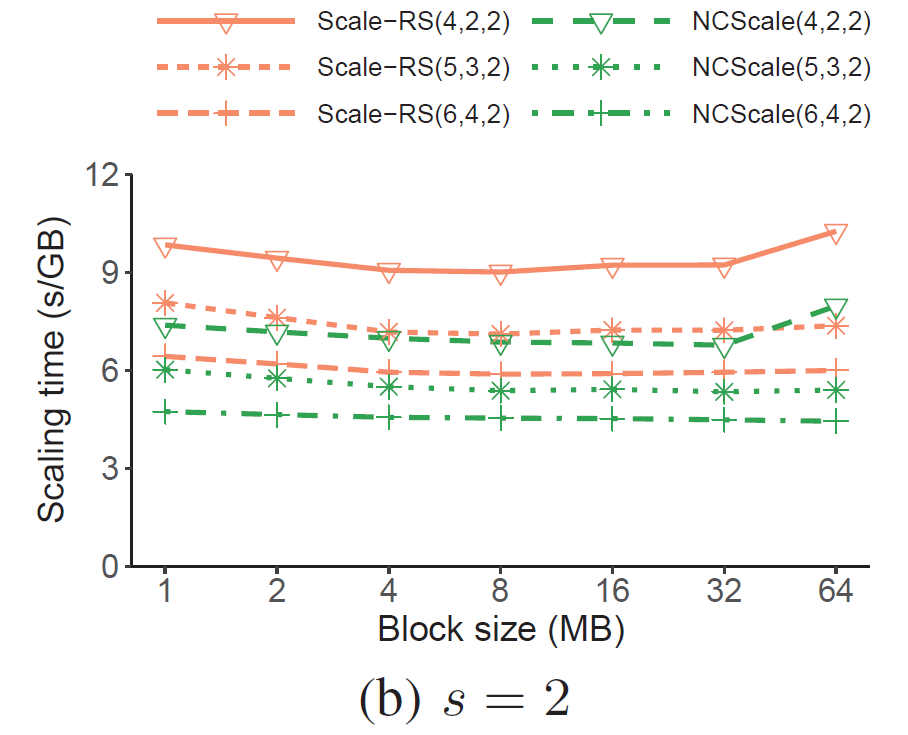 Scale−RS(4,2,2) NCScale(4,2,2)
Scale−RS(5,3,2) NCScale(5,3,2)
Scale−RS(6,4,2) NCScale(6,4,2)
Scaling time (s/GB)
12
9
6
3
0
1 2 4 8 16 32 64
Block size (MB)
(b) s = 2